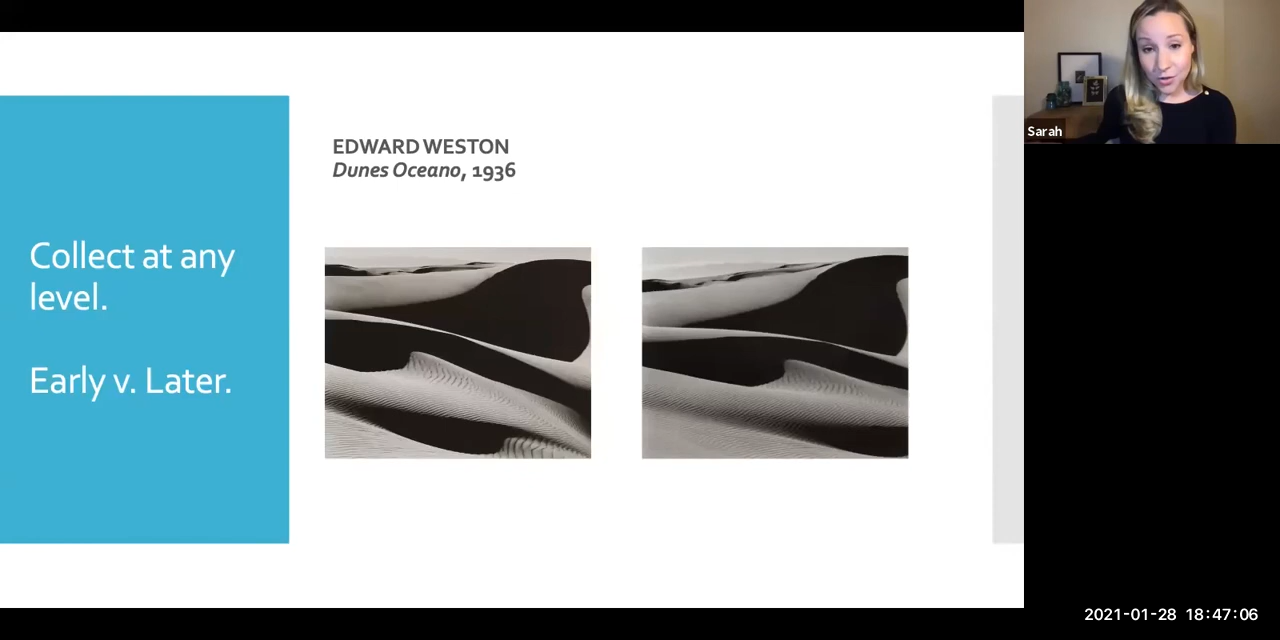 Collect at any
level.
Early v. Later.
EDWARD WESTON
Dunes Oceano, 1936
Sarah
2021-01-28 18:47:06